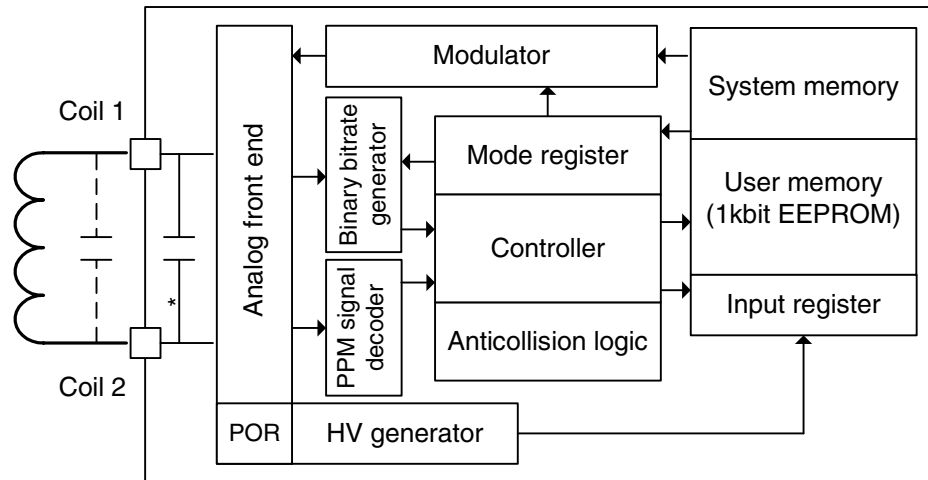 Modulator
System memory
Coil 1
Analog front end
Binary bitrate
generator
Mode register
User memory
(1kbit EEPROM)
Controller
*
PPM signal
decoder
Input register
Anticollision logic
Coil 2
POR
HV generator